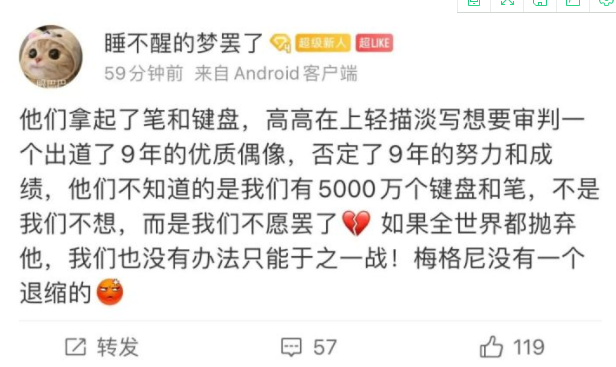 睡不醒的梦罢了 超级新人 超LIKE
59分钟前 来自Android客户端
他们拿起了笔和键盘，高高在上轻描淡写想要审判一
个出道了9年的优质偶像，否定了9年的努力和成
绩，他们不知道的是我们有5000万个键盘和笔，不是
我们不想，而是我们不愿罢了💔 如果全世界都抛弃
他，我们也没有办法只能于之一战！梅格尼没有一个
退缩的😡
转发 57 119